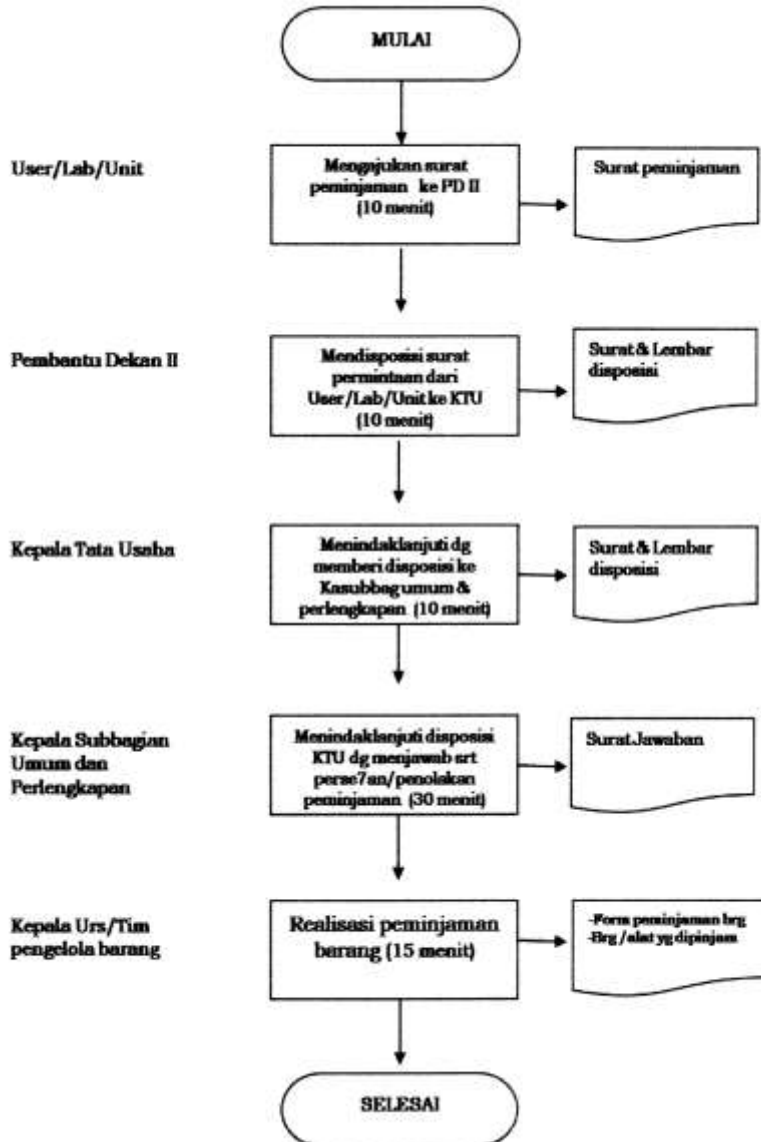 MULAI
User/Lab/Unit
Mengajukan surat
peminjaman ke PD II
(10 menit)
Surat peminjaman
Pembantu Dekan II
Mendisposisi surat
permintaan dari
User/Lab/Unit ke KTU
(10 menit)
Surat & Lembar
disposisi
Kepala Tata Usaha
Menindaklanjuti dg
memberi disposisi ke
Kasubbag umum &
perlengkapan (10 menit)
Surat & Lembar
disposisi
Kepala Subbagian
Umum dan
Perlengkapan
Menindaklanjuti disposisi
KTU dg menjawab srt
perse7an/penolakan
peminjaman (30 menit)
Surat Jawaban
Kepala Urs/Tim
pengelola barang
Realisasi peminjaman
barang (15 menit)
-Form peminjaman brg
-Brg /alat yg dipinjam
SELESAI